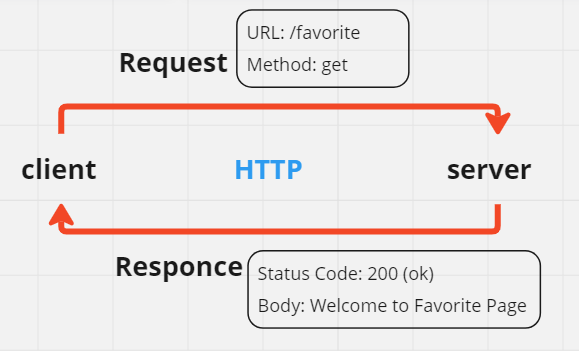 URL: /favorite
Request
Method: get
client
HTTP
server
Responce
Status Code: 200 (ok)
Body: Welcome to Favorite Page